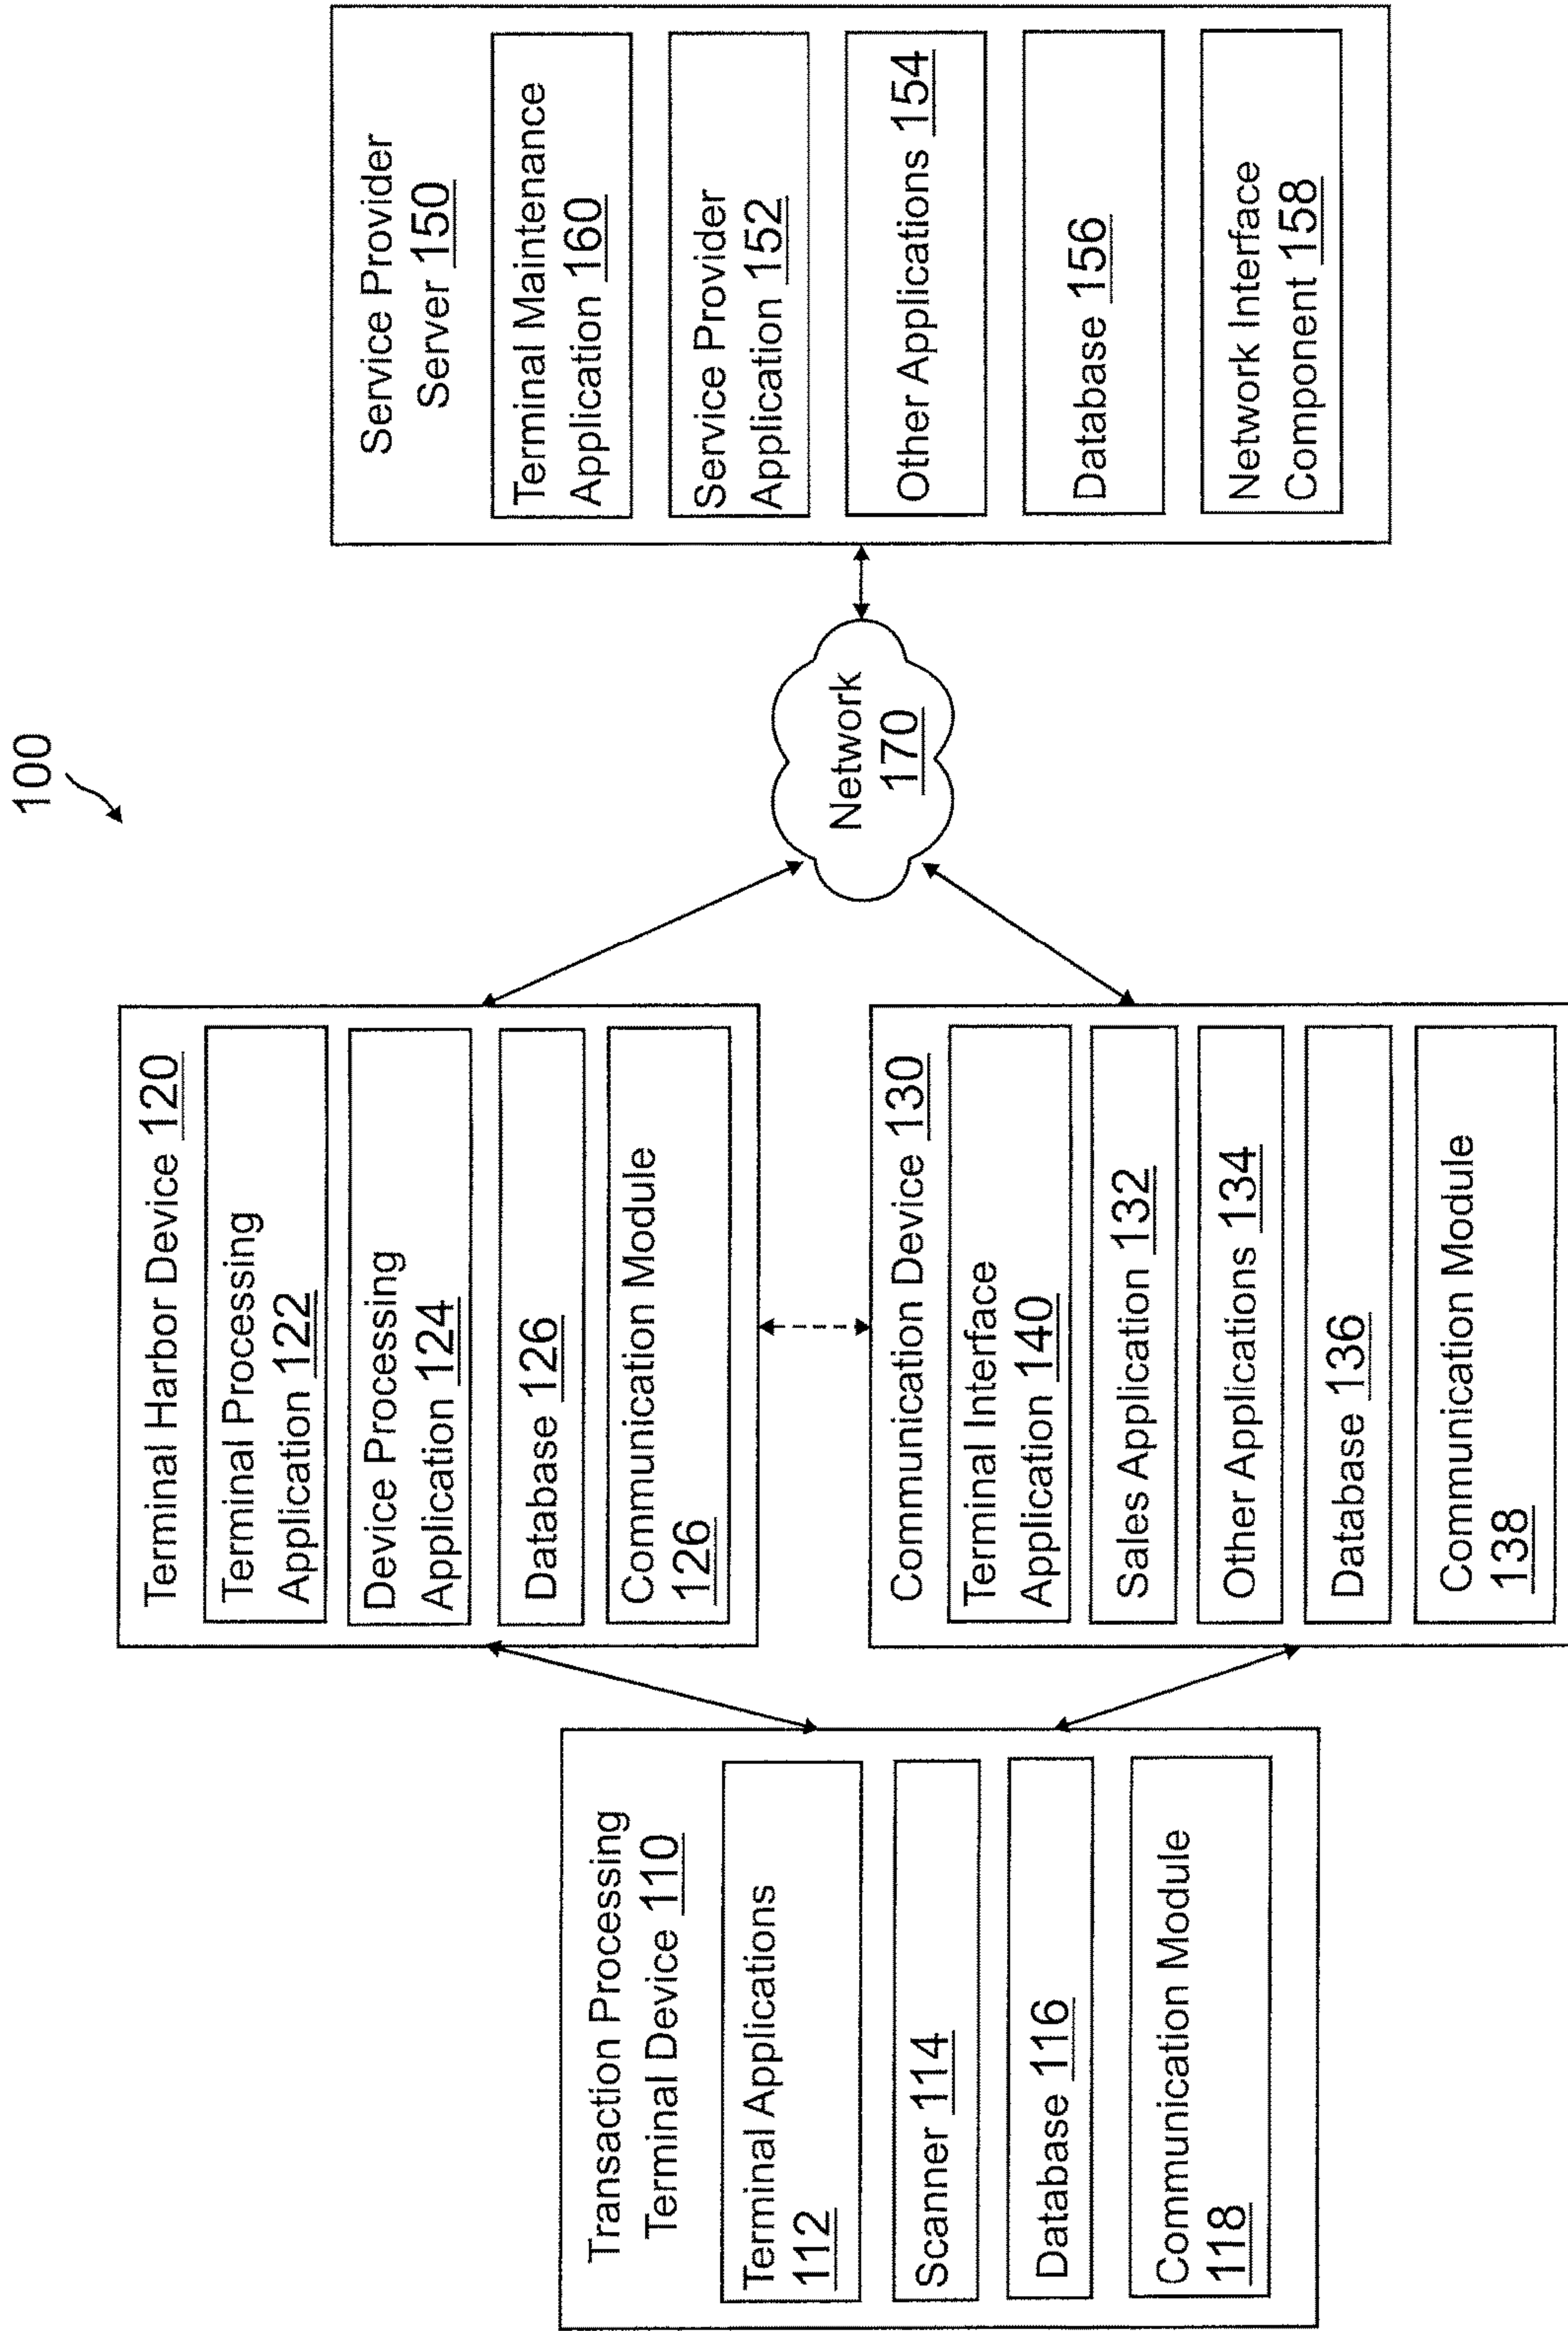 100
Transaction Processing
Terminal Device 110
Terminal Applications
112
Scanner 114
Database 116
Communication Module
118
Terminal Harbor Device 120
Terminal Processing
Application 122
Device Processing
Application 124
Database 126
Communication Module
126
Communication Device 130
Terminal Interface
Application 140
Sales Application 132
Other Applications 134
Database 136
Communication Module
138
Network
170
Service Provider
Server 150
Terminal Maintenance
Application 160
Service Provider
Application 152
Other Applications 154
Database 156
Network Interface
Component 158